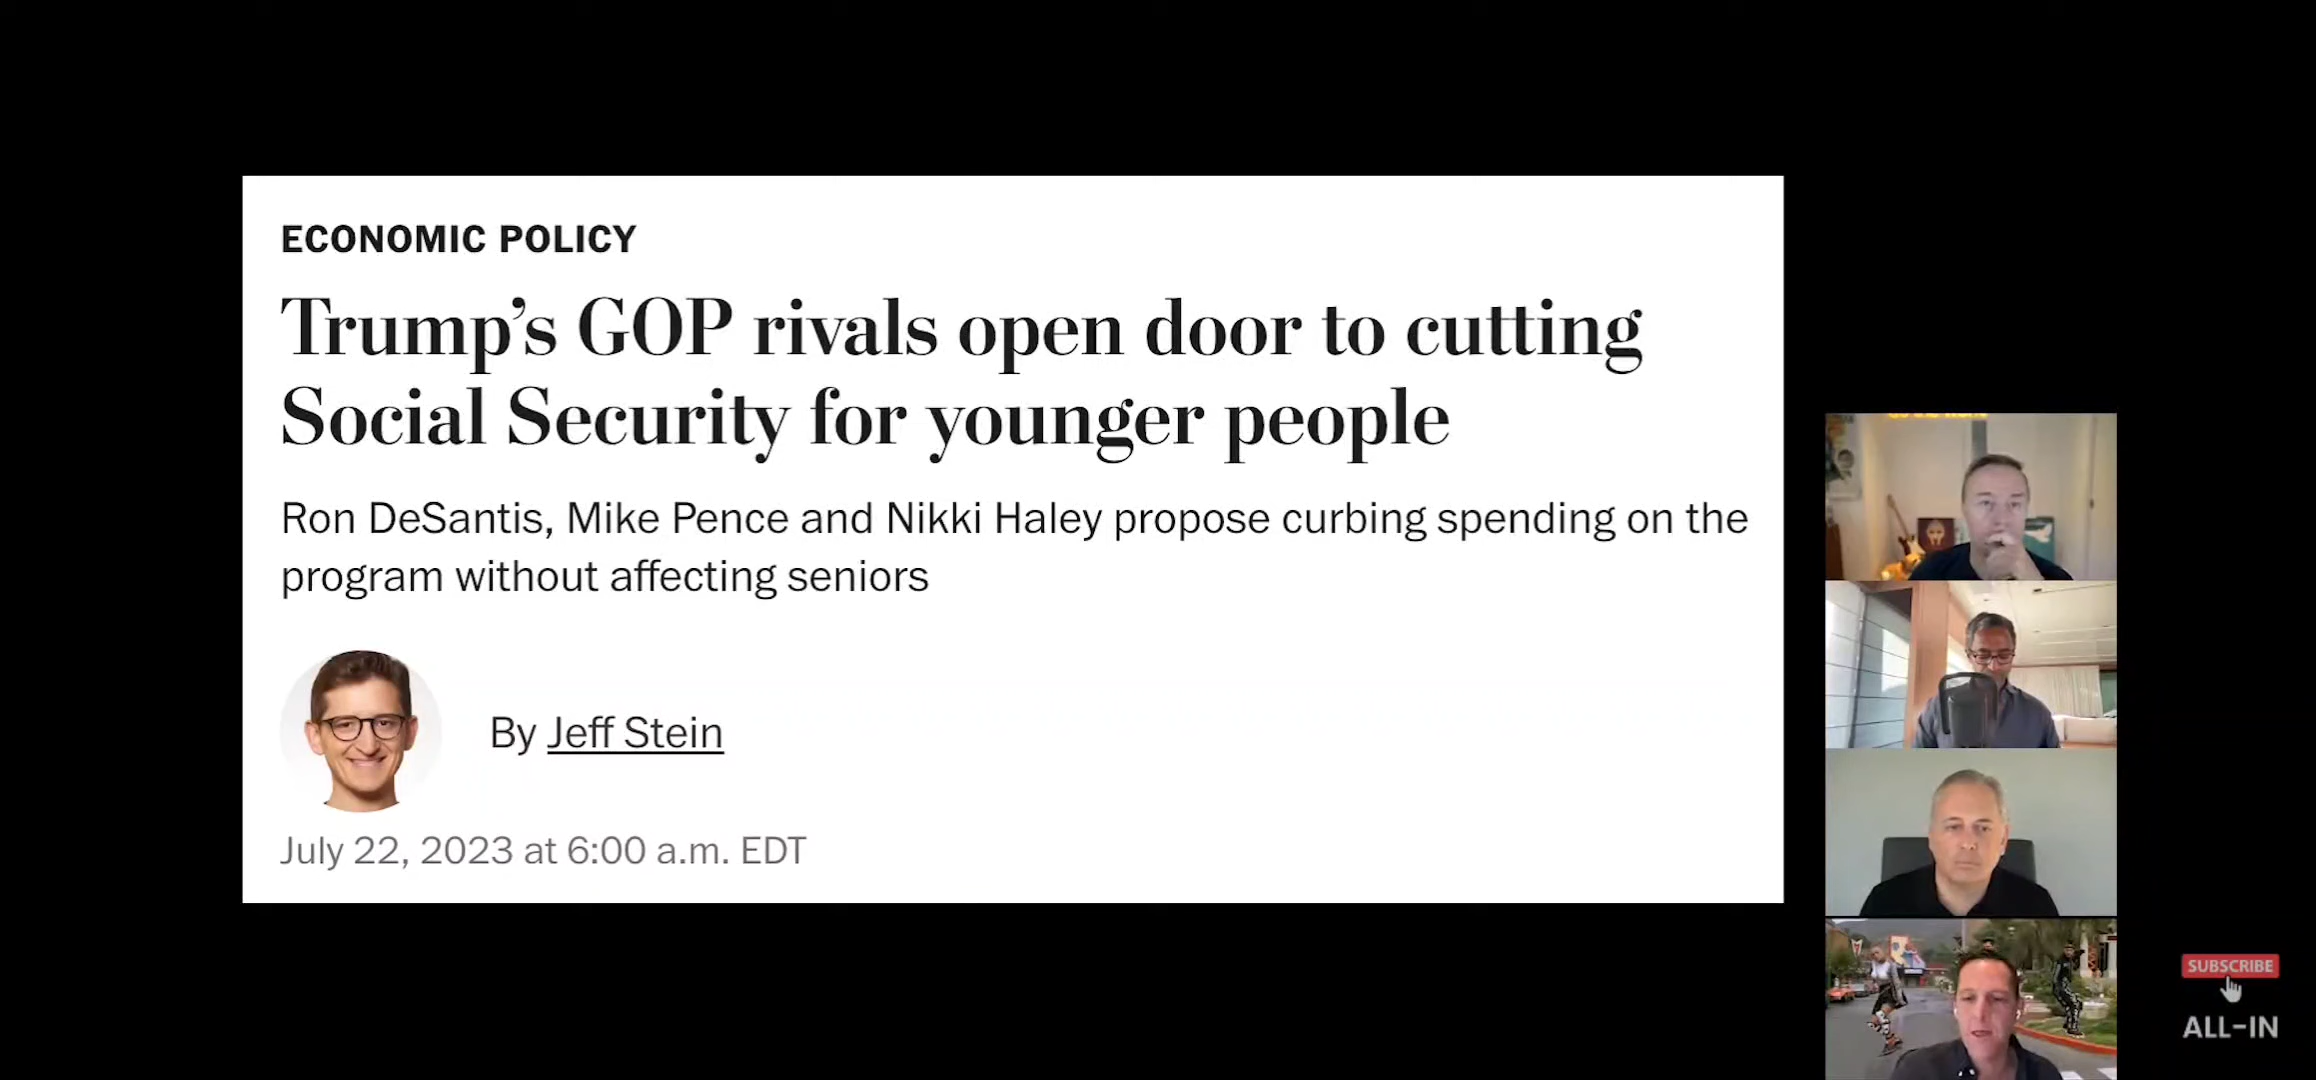 ECONOMIC POLICY
Trump’s GOP rivals open door to cutting
Social Security for younger people
Ron DeSantis, Mike Pence and Nikki Haley propose curbing spending on the
program without affecting seniors
By Jeff Stein
July 22, 2023 at 6:00 a.m. EDT
SUBSCRIBE
ALL-IN